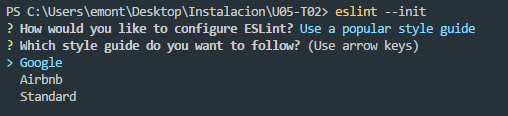 PS C:\Users\emont\Desktop\Instalacion\U05-T02> eslint --init
? How would you like to configure ESLint? Use a popular style guide
? Which style guide do you want to follow? (Use arrow keys)
> Google
Airbnb
Standard